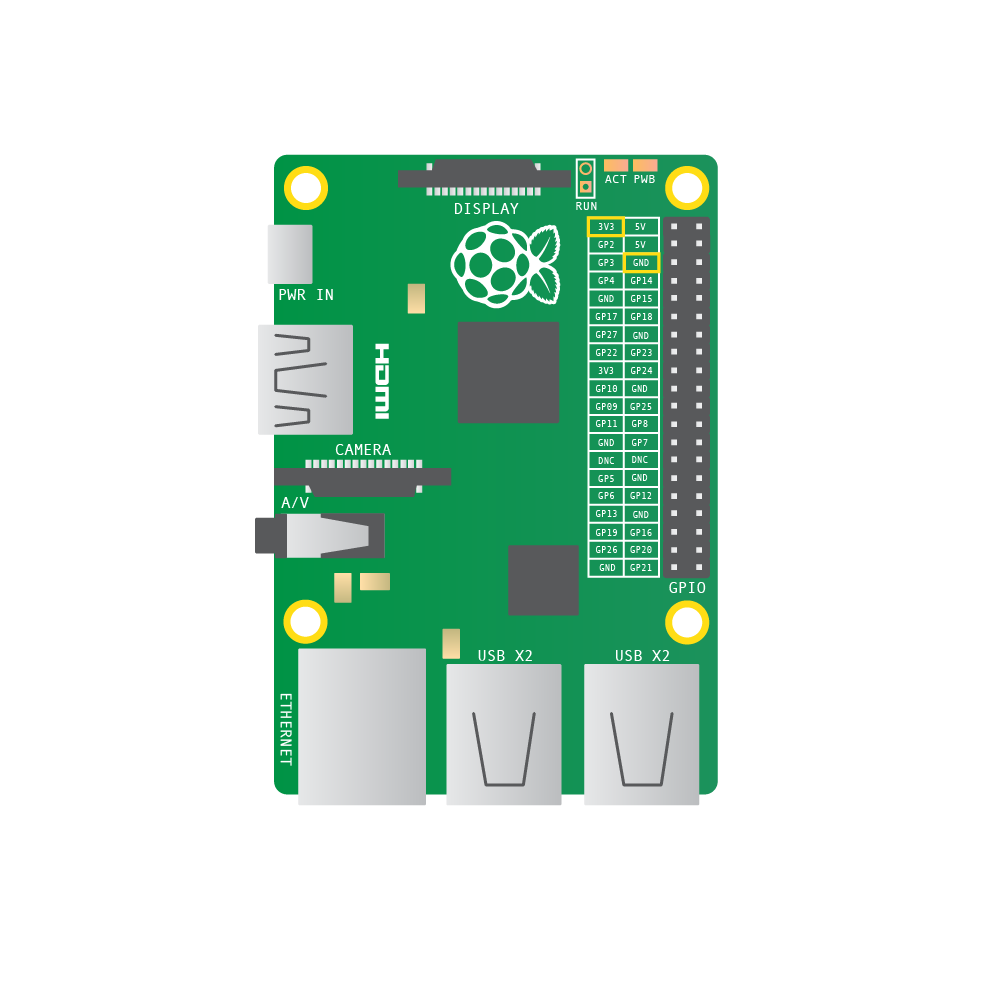 ACT PWB
RUN
DISPLAY
3V3 5V
GP2 5V
GP3 GND
GP4 GP14
GND GP15
GP17 GP18
GP27 GND
GP22 GP23
3V3 GP24
GP10 GND
GP09 GP25
GP11 GP8
GND GP7
DNC DNC
GP5 GND
GP6 GP12
GP13 GND
GP19 GP16
GP26 GP20
GND GP21
GPIO
PWR IN
HDMI
CAMERA
A/V
USB X2
USB X2
ETHERNET